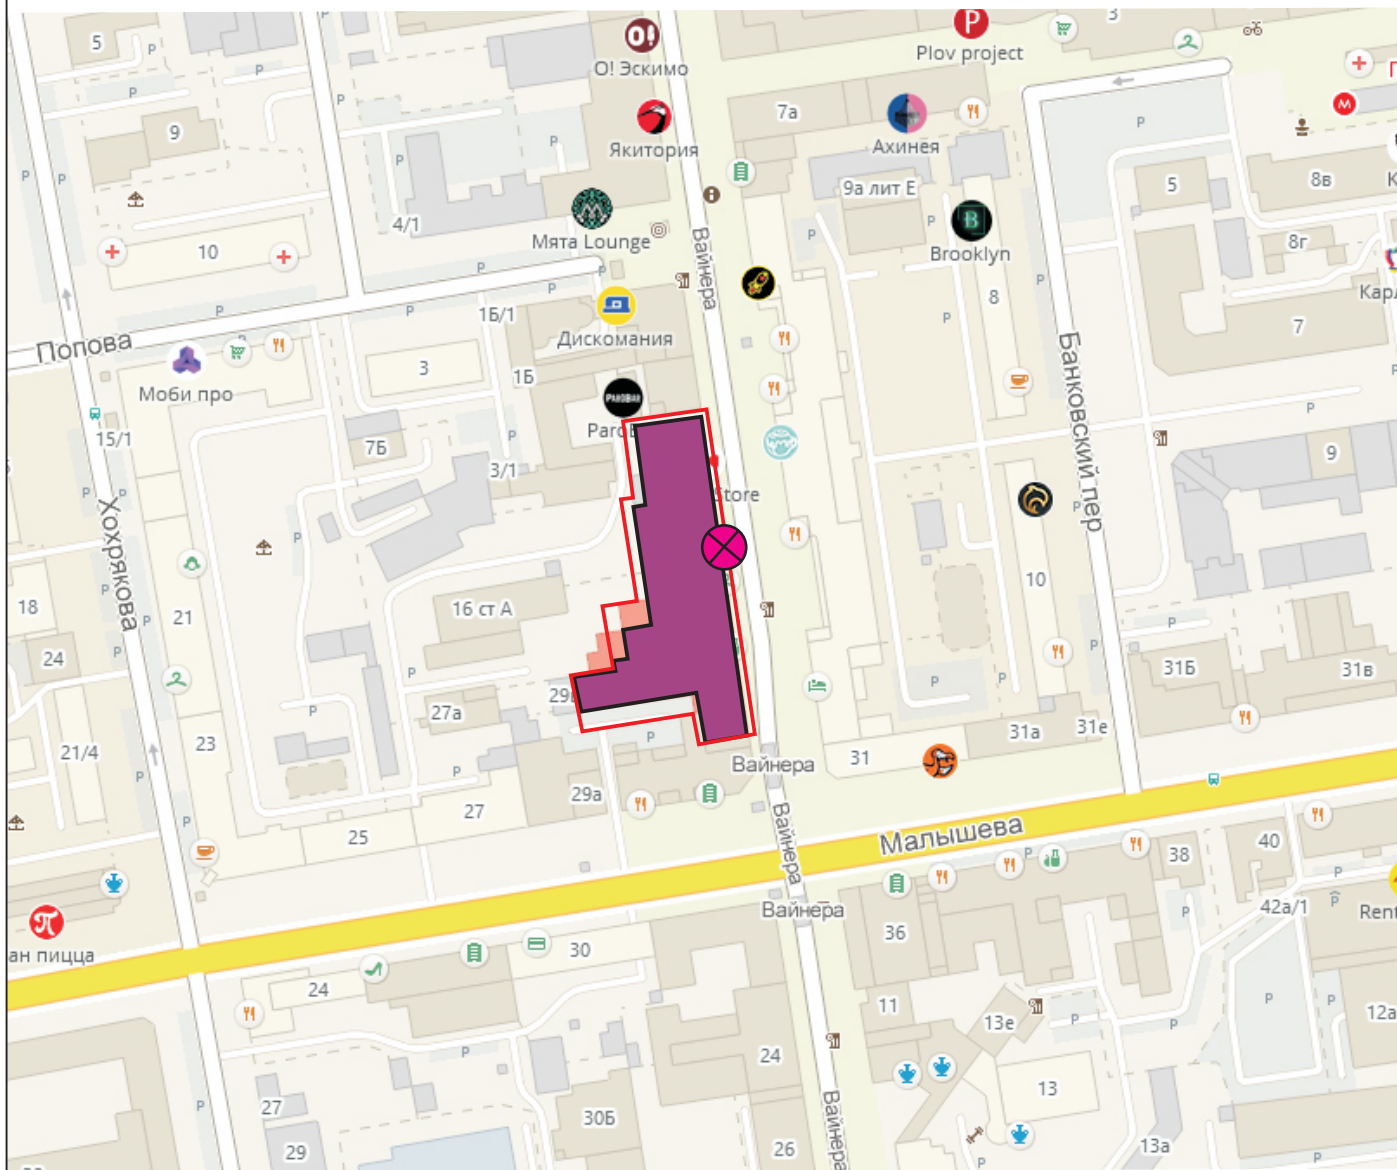 5
P
O!
О! Эскимо
P
Plov project
3
7а
Ахинея
9
Якитория
М
5
8в
4/1
9а лит Е
B
Brooklyn
10
Мята Lounge
8г
Вайнера
8
7
Попова
1Б/1
Дискомания
Моби про
3
1Б
PAROBAR
15/1
7Б
3/1
Store
Банковский пер
9
Хохрякова
18
21
16 ст А
10
24
31Б
31в
29
27а
21/4
23
31
31а
31е
Вайнера
29а
27
25
Вайнера
Малышева
38
40
Вайнера
42а/1
ан пицца
30
36
24
11
13е
12а
24
13
27
30Б
Вайнера
29
26
13а